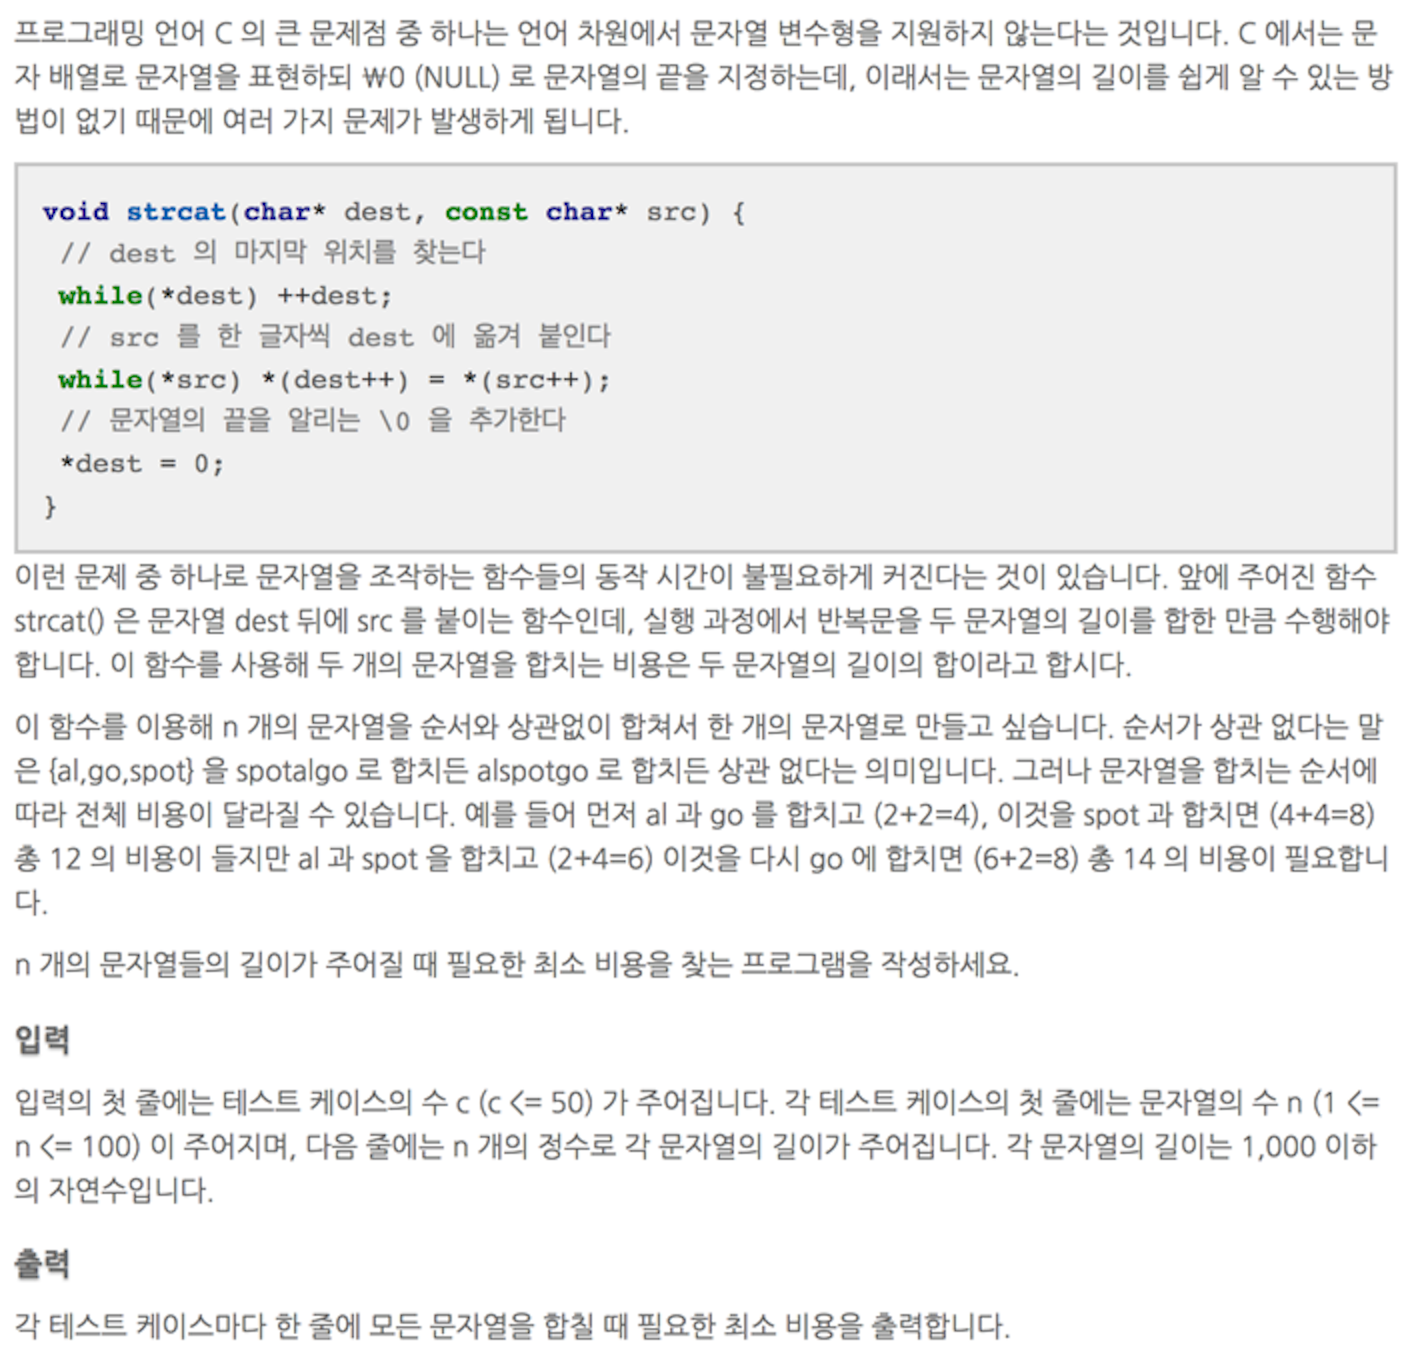 프로그래밍 언어 C 의 큰 문제점 중 하나는 언어 차원에서 문자열 변수형을 지원하지 않는다는 것입니다. C 에서는 문
자 배열로 문자열을 표현하되 ₩0 (NULL) 로 문자열의 끝을 지정하는데, 이래서는 문자열의 길이를 쉽게 알 수 있는 방
법이 없기 때문에 여러 가지 문제가 발생하게 됩니다.
void strcat(char* dest, const char* src) {
// dest 의 마지막 위치를 찾는다
while(*dest) ++dest;
// src 를 한 글자씩 dest 에 옮겨 붙인다
while(*src) *(dest++) = *(src++);
// 문자열의 끝을 알리는 \0 을 추가한다
*dest = 0;
}
이런 문제 중 하나로 문자열을 조작하는 함수들의 동작 시간이 불필요하게 커진다는 것이 있습니다. 앞에 주어진 함수
strcat() 은 문자열 dest 뒤에 src 를 붙이는 함수인데, 실행 과정에서 반복문을 두 문자열의 길이를 합한 만큼 수행해야
합니다. 이 함수를 사용해 두 개의 문자열을 합치는 비용은 두 문자열의 길이의 합이라고 합시다.
이 함수를 이용해 n 개의 문자열을 순서와 상관없이 합쳐서 한 개의 문자열로 만들고 싶습니다. 순서가 상관 없다는 말
은 {al,go,spot} 을 spotalgo 로 합치든 alspotgo 로 합치든 상관 없다는 의미입니다. 그러나 문자열을 합치는 순서에
따라 전체 비용이 달라질 수 있습니다. 예를 들어 먼저 al 과 go 를 합치고 (2+2=4), 이것을 spot 과 합치면 (4+4=8)
총 12 의 비용이 들지만 al 과 spot 을 합치고 (2+4=6) 이것을 다시 go 에 합치면 (6+2=8) 총 14 의 비용이 필요합니
다.
n 개의 문자열들의 길이가 주어질 때 필요한 최소 비용을 찾는 프로그램을 작성하세요.
입력
입력의 첫 줄에는 테스트 케이스의 수 c (c <= 50) 가 주어집니다. 각 테스트 케이스의 첫 줄에는 문자열의 수 n (1 <=
n <= 100) 이 주어지며, 다음 줄에는 n 개의 정수로 각 문자열의 길이가 주어집니다. 각 문자열의 길이는 1,000 이하
의 자연수입니다.
출력
각 테스트 케이스마다 한 줄에 모든 문자열을 합칠 때 필요한 최소 비용을 출력합니다.